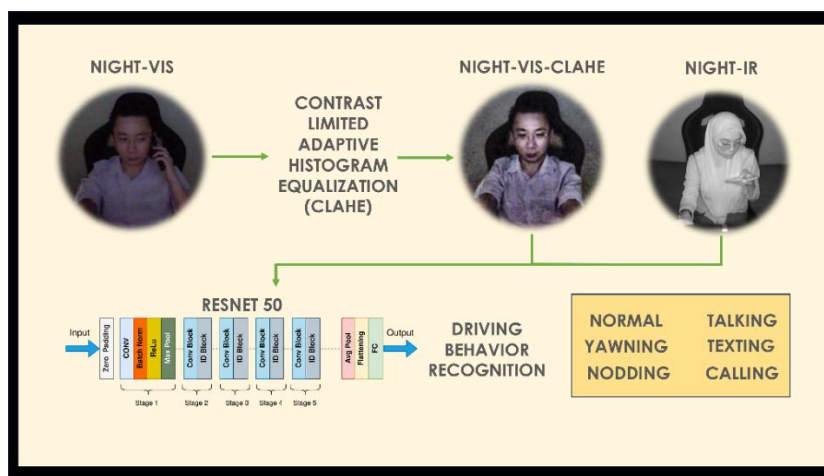 NIGHT-VIS
NIGHT-VIS-CLAHE
NIGHT-IR
CONTRAST
LIMITED
ADAPTIVE
HISTOGRAM
EQUALIZATION
(CLAHE)
RESNET 50
Input
Zero Padding
CONV
Batch Norm
ReLu
Max Pool
Conv Block
ID Block
Conv Block
ID Block
Conv Block
ID Block
Conv Block
ID Block
Avg Pool
Flattening
FC
Output
Stage 1
Stage 2
Stage 3
Stage 4
Stage 5
DRIVING
BEHAVIOR
RECOGNITION
NORMAL TALKING
YAWNING TEXTING
NODDING CALLING